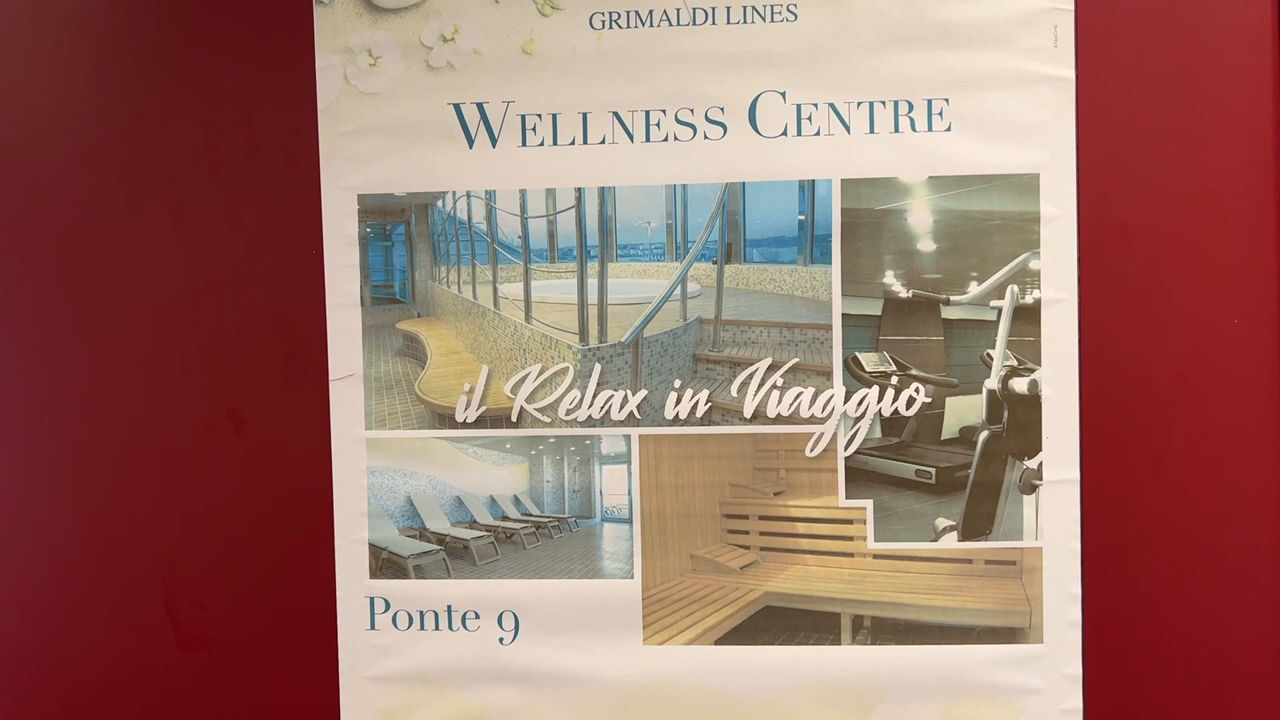 GRIMALDI LINES
WELLNESS CENTRE
il Relax in Viaggio
Ponte 9